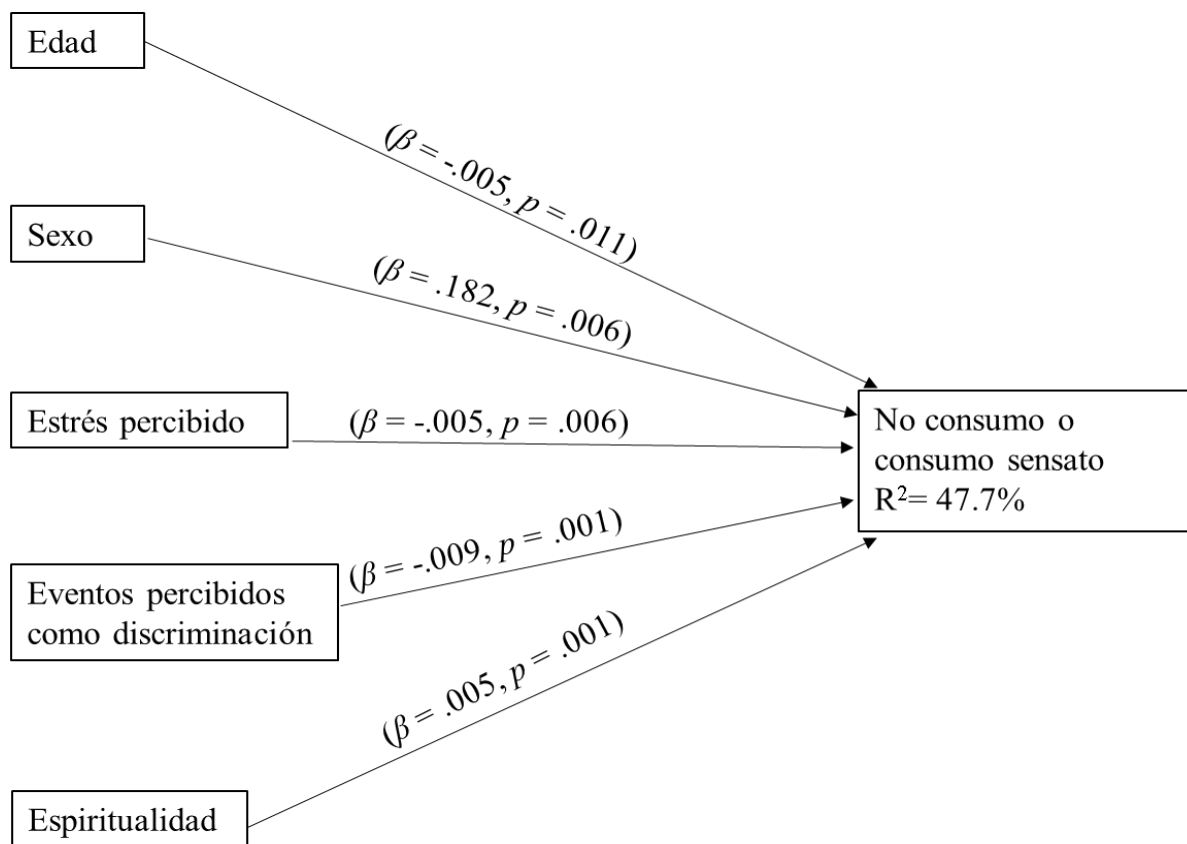 Edad
(β = -.005, p = .011)
Sexo
(β = .182, p = .006)
Estrés percibido
(β = -.005, p = .006)
No consumo o
consumo sensato
R²= 47.7%
Eventos percibidos
como discriminación
(β = -.009, p = .001)
Espiritualidad
(β = .005, p = .001)